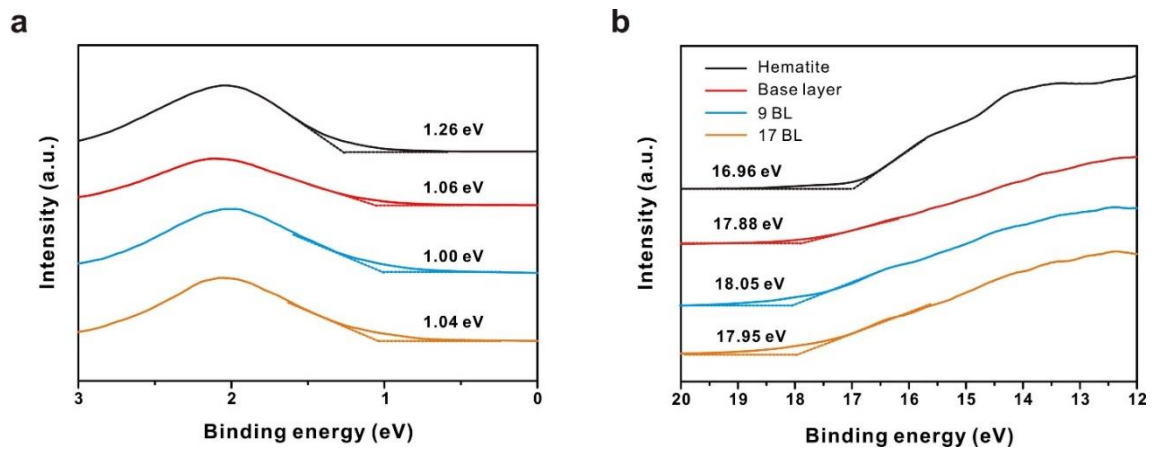 a
Intensity (a.u.)
1.26 eV
1.06 eV
1.00 eV
1.04 eV
3 2 1 0
Binding energy (eV)
b
Intensity (a.u.)
Hematite
Base layer
9 BL
17 BL
16.96 eV
17.88 eV
18.05 eV
17.95 eV
20 19 18 17 16 15 14 13 12
Binding energy (eV)